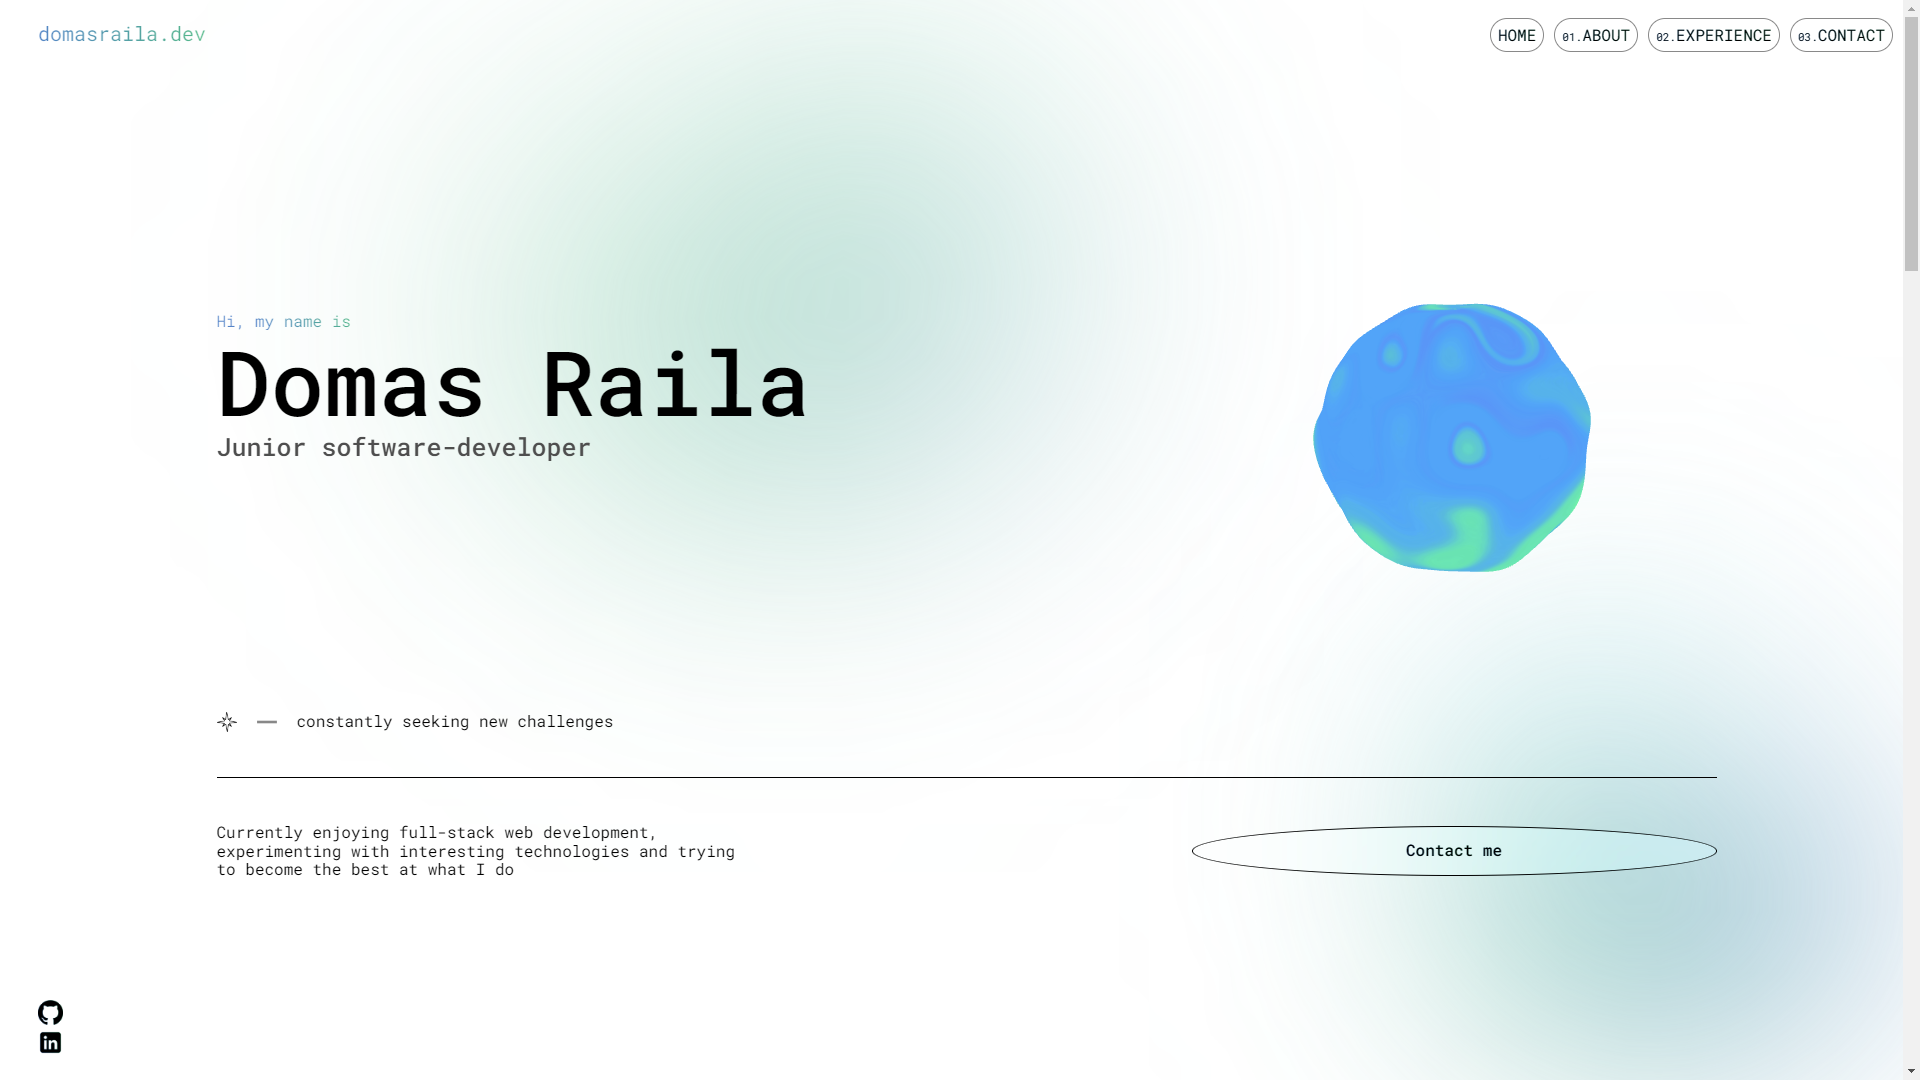 domasraila.dev
HOME
01.ABOUT
02.EXPERIENCE
03.CONTACT
Hi, my name is
Domas Raila
Junior software-developer
constantly seeking new challenges
Currently enjoying full-stack web development,
experimenting with interesting technologies and trying
to become the best at what I do
Contact me
in